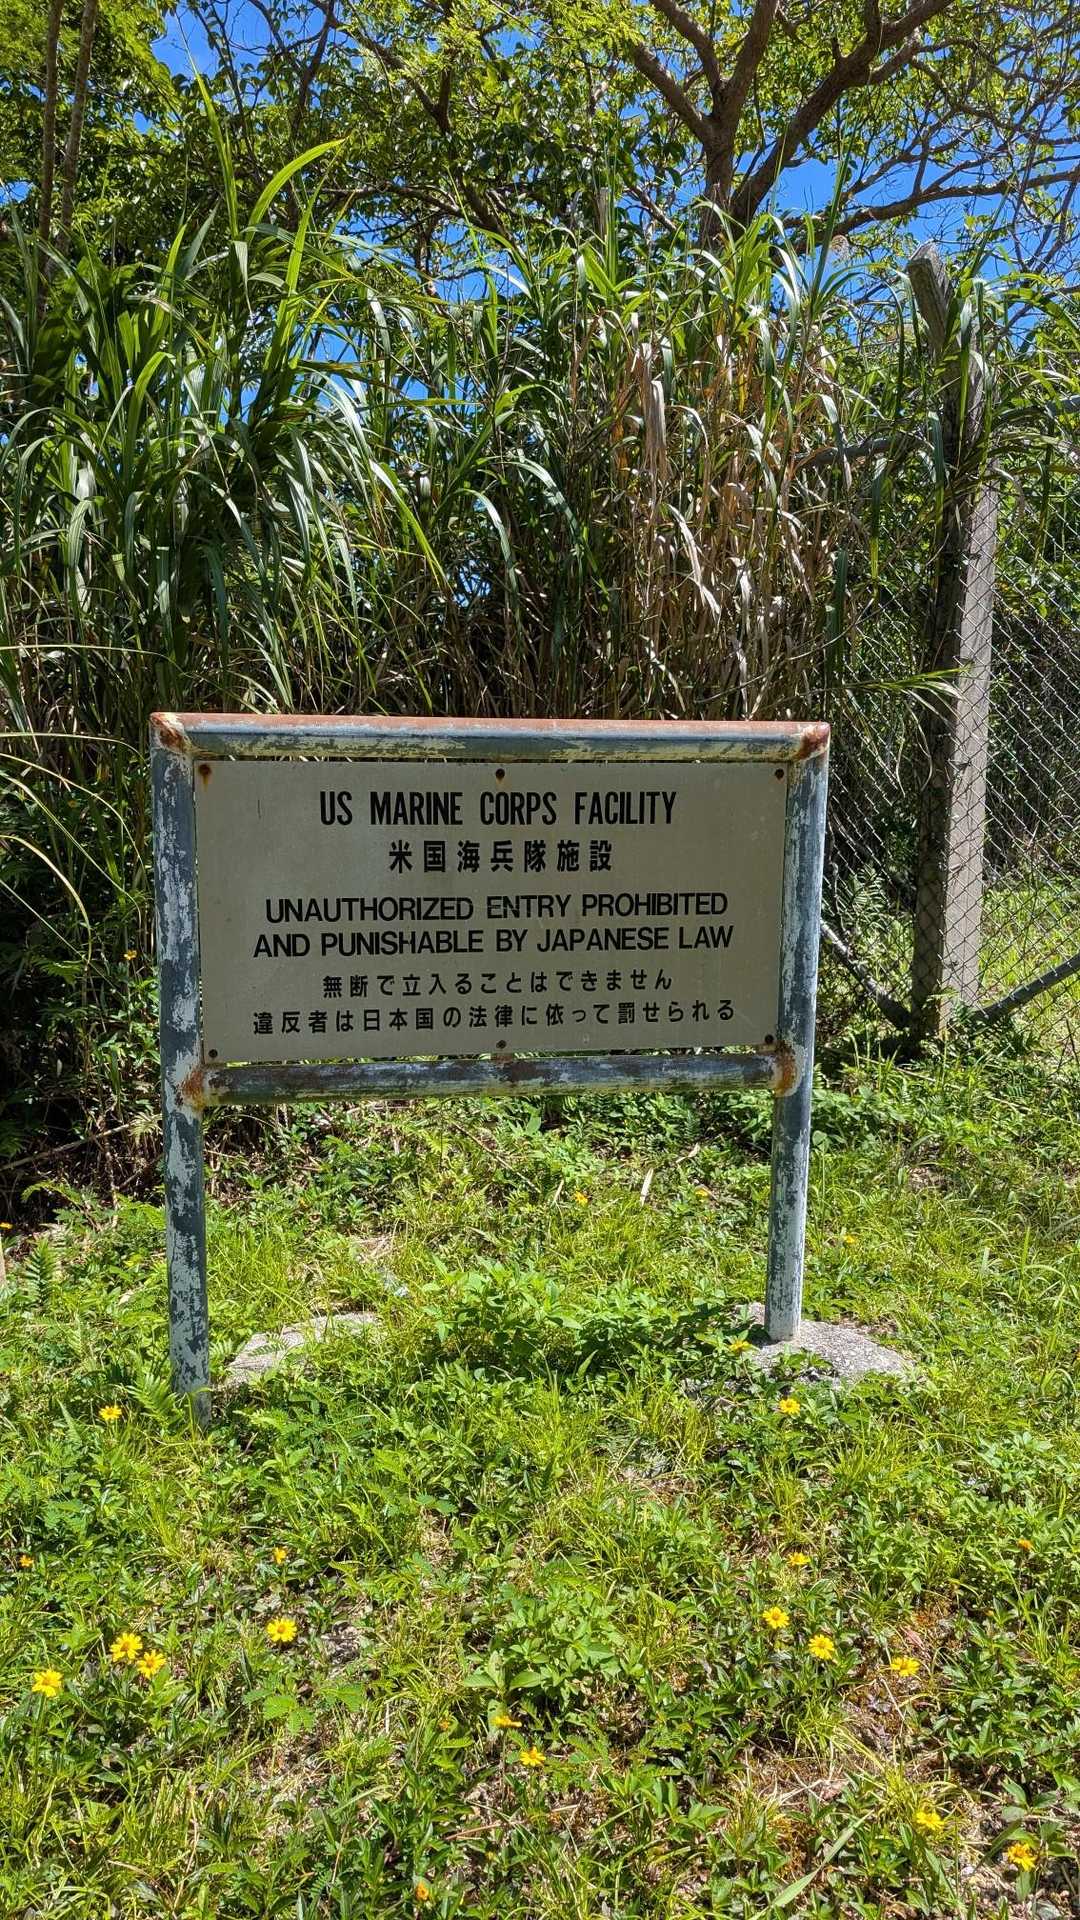 US MARINE CORPS FACILITY
米国海兵隊施設
UNAUTHORIZED ENTRY PROHIBITED
AND PUNISHABLE BY JAPANESE LAW
無断で立入ることはできません
違反者は日本国の法律に依って罰せられる